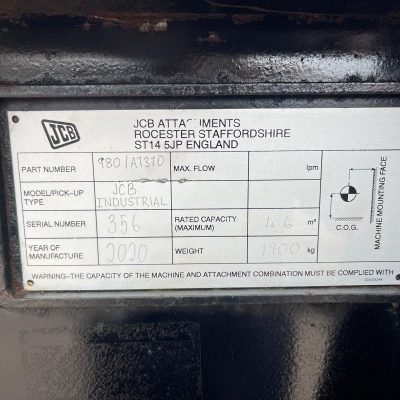 JCB
JCB ATTACHMENTS
ROCESTER STAFFORDSHIRE
ST14 5JP ENGLAND
PART NUMBER 980/A1310 MAX. FLOW lpm
MODEL/PICK-UP TYPE JCB INDUSTRIAL
SERIAL NUMBER 356 RATED CAPACITY (MAXIMUM) 4.6 m³
YEAR OF MANUFACTURE 2020 WEIGHT 1900 kg
C.O.G.
MACHINE MOUNTING FACE
WARNING-THE CAPACITY OF THE MACHINE AND ATTACHMENT COMBINATION MUST BE COMPLIED WITH